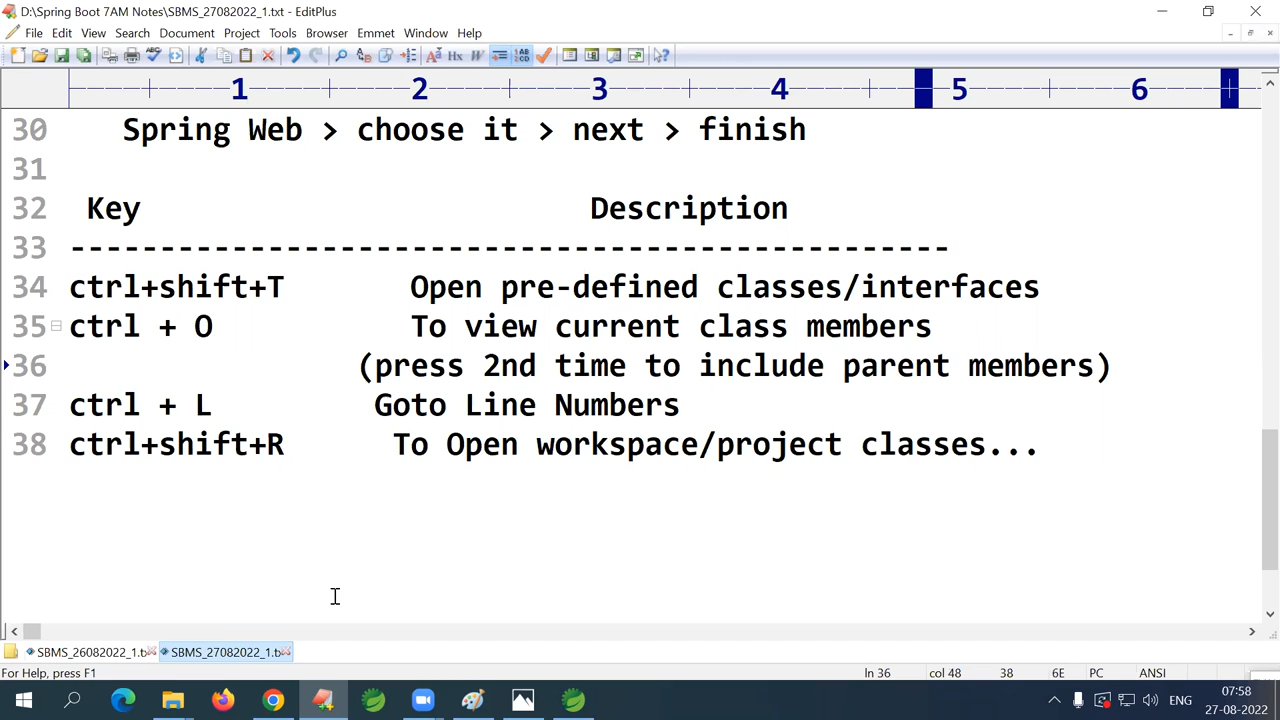 D:\Spring Boot 7AM Notes\SBMS_27082022_1.txt - EditPlus
File Edit View Search Document Project Tools Browser Emmet Window Help
1 2 3 4 5 6
30 Spring Web > choose it > next > finish
31
32 Key Description
33 -------------------------------------------------
34 ctrl+shift+T Open pre-defined classes/interfaces
35 ctrl + O To view current class members
36 (press 2nd time to include parent members)
37 ctrl + L Goto Line Numbers
38 ctrl+shift+R To Open workspace/project classes...
SBMS_26082022_1.t SBMS_27082022_1.t
For Help, press F1 ln 36 col 48 38 6E PC ANSI
ENG 07:58
27-08-2022